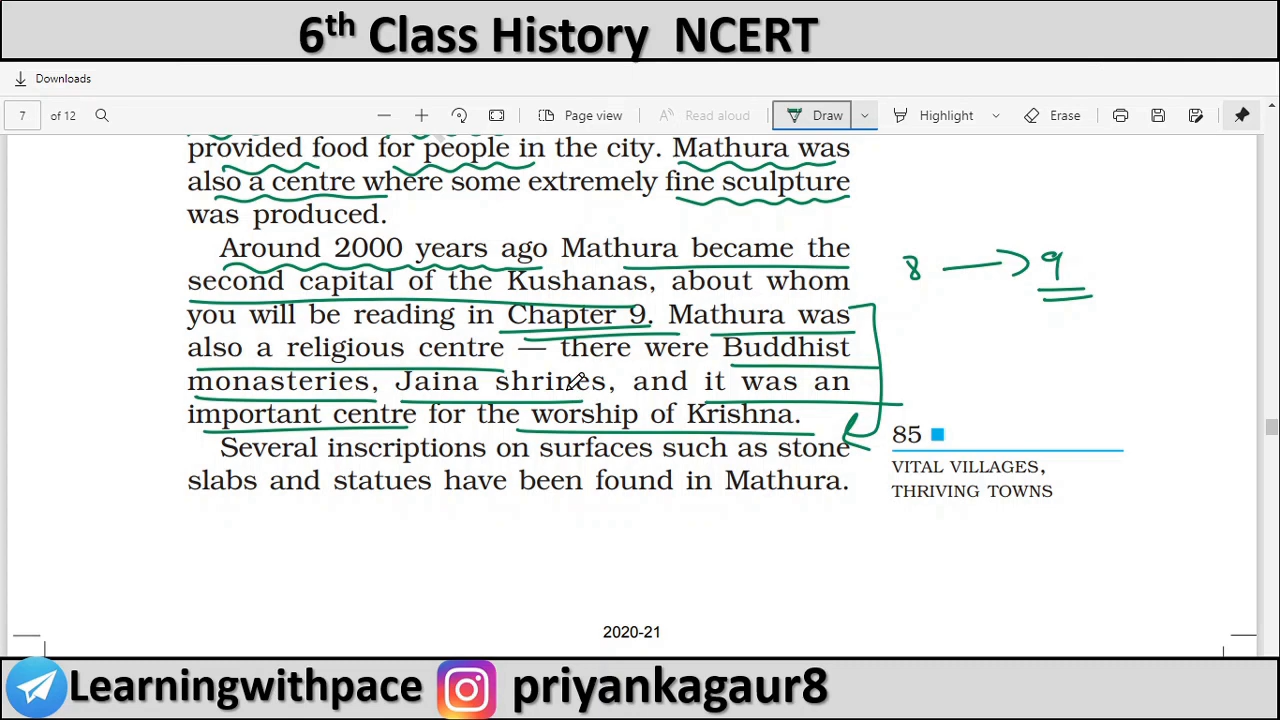 6th Class History NCERT
Downloads
7 of 12 Page view Read aloud Draw Highlight Erase
provided food for people in the city. Mathura was
also a centre where some extremely fine sculpture
was produced.
Around 2000 years ago Mathura became the
second capital of the Kushanas, about whom
you will be reading in Chapter 9. Mathura was
also a religious centre — there were Buddhist
monasteries, Jaina shrines, and it was an
important centre for the worship of Krishna.
Several inscriptions on surfaces such as stone
slabs and statues have been found in Mathura.
8 → 9
85
VITAL VILLAGES,
THRIVING TOWNS
2020-21
Learningwithpace priyankagaur8